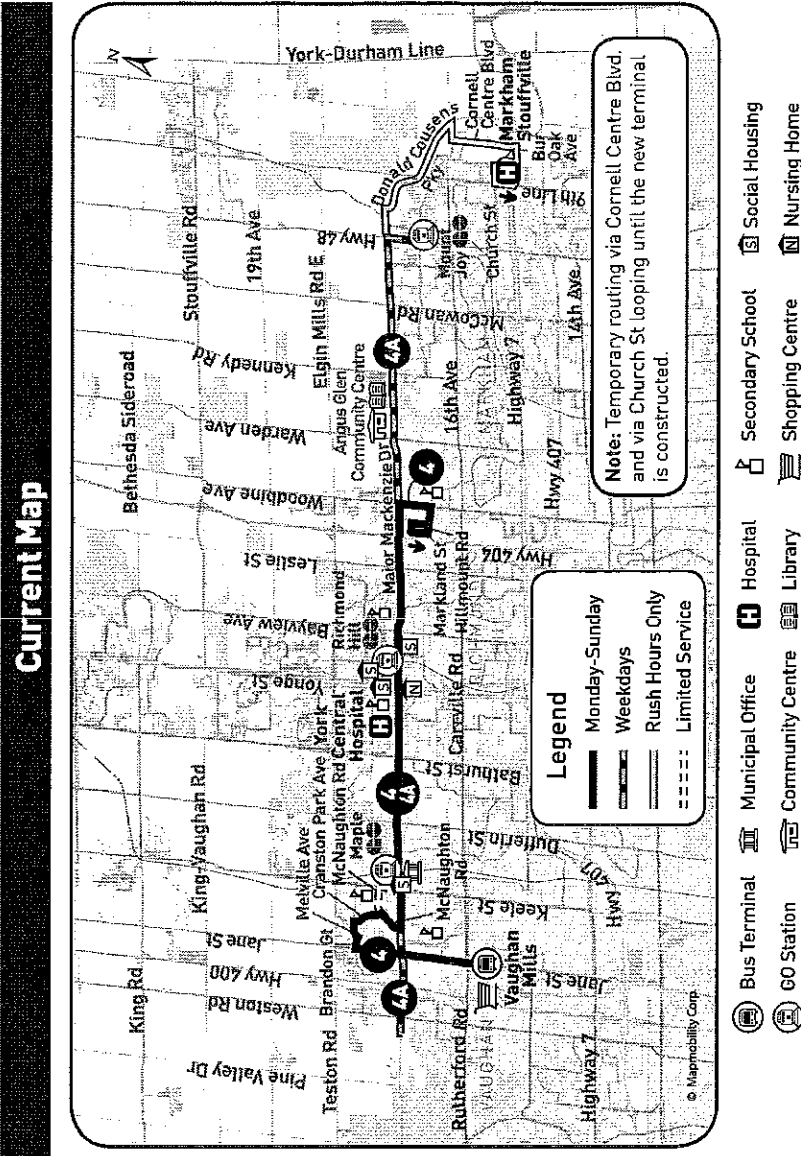 Current Map
N
York-Durham Line
Stouffville Rd
19th Ave
Elgin Mills Rd E
Bethesda Sideroad
King-Vaughan Rd
King Rd
Teston Rd
Pine Valley Dr
Weston Rd
Hwy 400
Jane St
Brandon Gt
Melville Ave
Cranston Park Ave
McNaughton Rd
Maple
York
Central
Hospital
Yonge St
Bayview Ave
Richmond
Hill
Leslie St
Woodbine Ave
Warden Ave
Kennedy Rd
Angus Glen
Community Centre
Major Mackenzie Dr
Hwy 48
Donald Cousens
Pky
Cornell
Centre Blvd
Markham
Stouffville
Bur
Oak
Ave
9th Line
Mount
Joy
Church St
McCowan Rd
16th Ave
Highway 7
14th Ave
MARKHAM
Hwy 407
Hwy 404
Markland St
Hillmount Rd
Carrville Rd
Bathurst St
Dufferin St
Keele St
McNaughton
Rd
Vaughan
Mills
Jane St
Rutherford Rd
VAUGHAN
Highway 7
Hwy
407
4
4A
4
4A
4
4A
H
H
S
S
S
S
N
Note: Temporary routing via Cornell Centre Blvd.
and via Church St looping until the new terminal
is constructed.
Legend
Monday-Sunday
Weekdays
Rush Hours Only
Limited Service
© Mapmobility Corp.
Bus Terminal
Municipal Office
H Hospital
Secondary School
S Social Housing
GO Station
Community Centre
Library
Shopping Centre
N Nursing Home